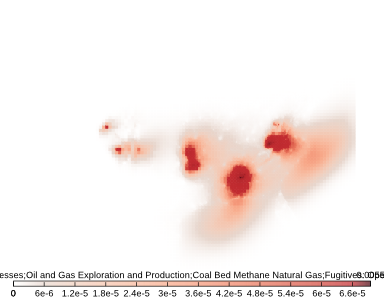 esses;Oil and Gas Exploration and Production;Coal Bed Methane Natural Gas;Fugitives:
0 6e-6 1.2e-5 1.8e-5 2.4e-5 3e-5 3.6e-5 4.2e-5 4.8e-5 5.4e-5 6e-5 6.6e-5